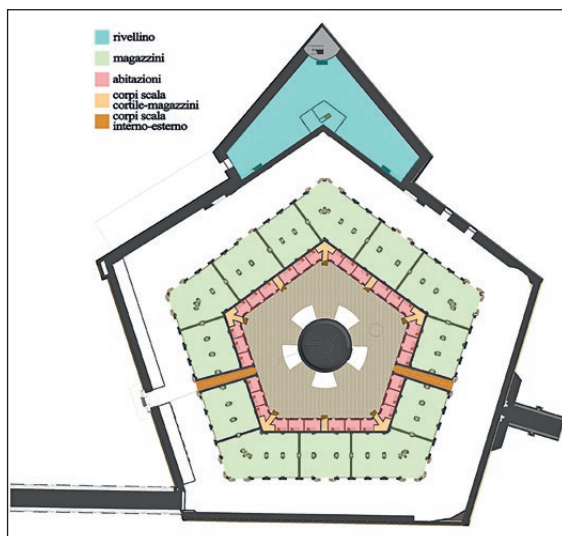 rivellino
magazzini
abitazioni
corpi scala
cortile-magazzini
corpi scala
interno-esterno